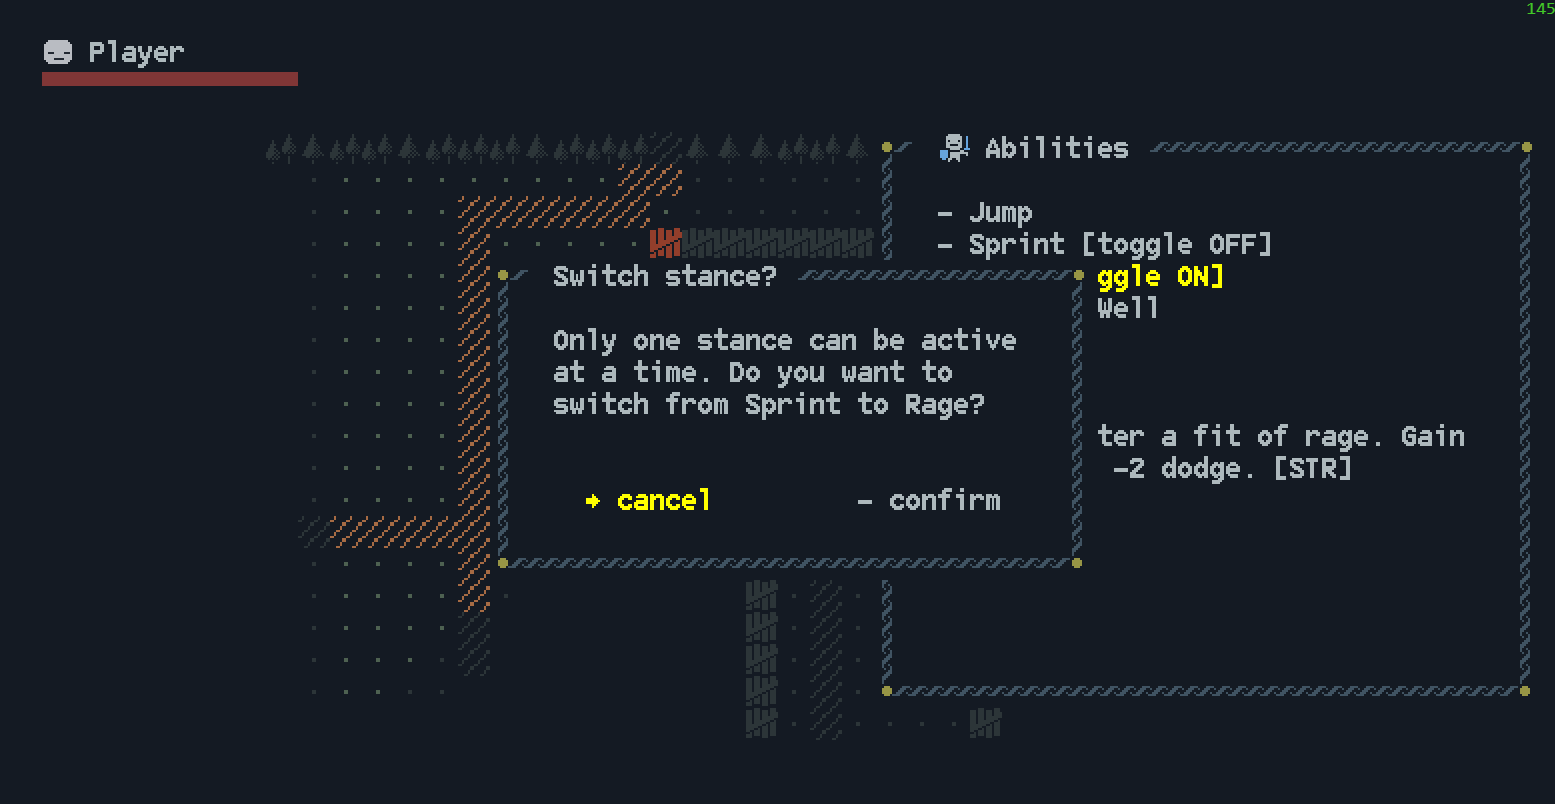 145
Player
Abilities
- Jump
- Sprint [toggle OFF]
ggle ON]
Well
ter a fit of rage. Gain
-2 dodge. [STR]
Switch stance?
Only one stance can be active
at a time. Do you want to
switch from Sprint to Rage?
cancel
- confirm